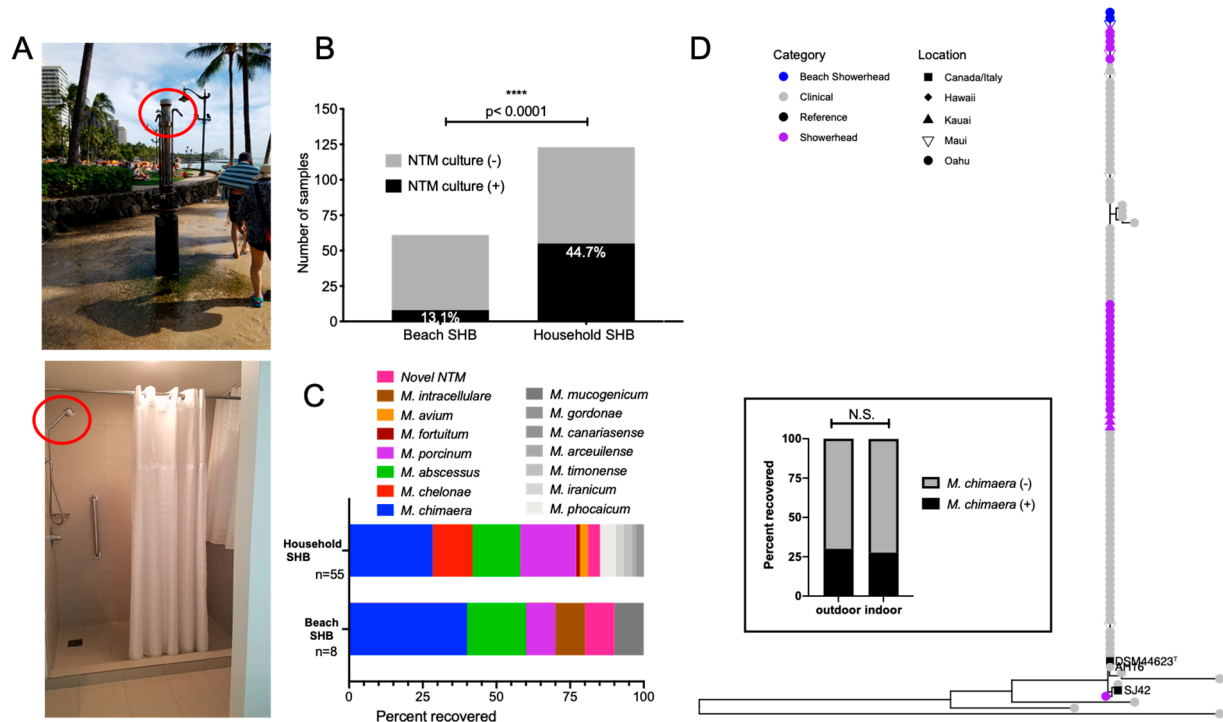 A
B
****
p< 0.0001
150
125
100
75
50
25
0
Number of samples
NTM culture (-)
NTM culture (+)
13.1%
44.7%
Beach SHB
Household SHB
C
Novel NTM
M. intracellulare
M. avium
M. fortuitum
M. porcinum
M. abscessus
M. chelonae
M. chimaera
M. mucogenicum
M. gordonae
M. canariasense
M. arceuilense
M. timonense
M. iranicum
M. phocaicum
Household
SHB
n=55
Beach
SHB
n=8
0 25 50 75 100
Percent recovered
D
Category
Beach Showerhead
Clinical
Reference
Showerhead
Location
Canada/Italy
Hawaii
Kauai
Maui
Oahu
N.S.
100
75
50
25
0
Percent recovered
outdoor indoor
M. chimaera (-)
M. chimaera (+)
DSM44623ᵀ
AH16
SJ42